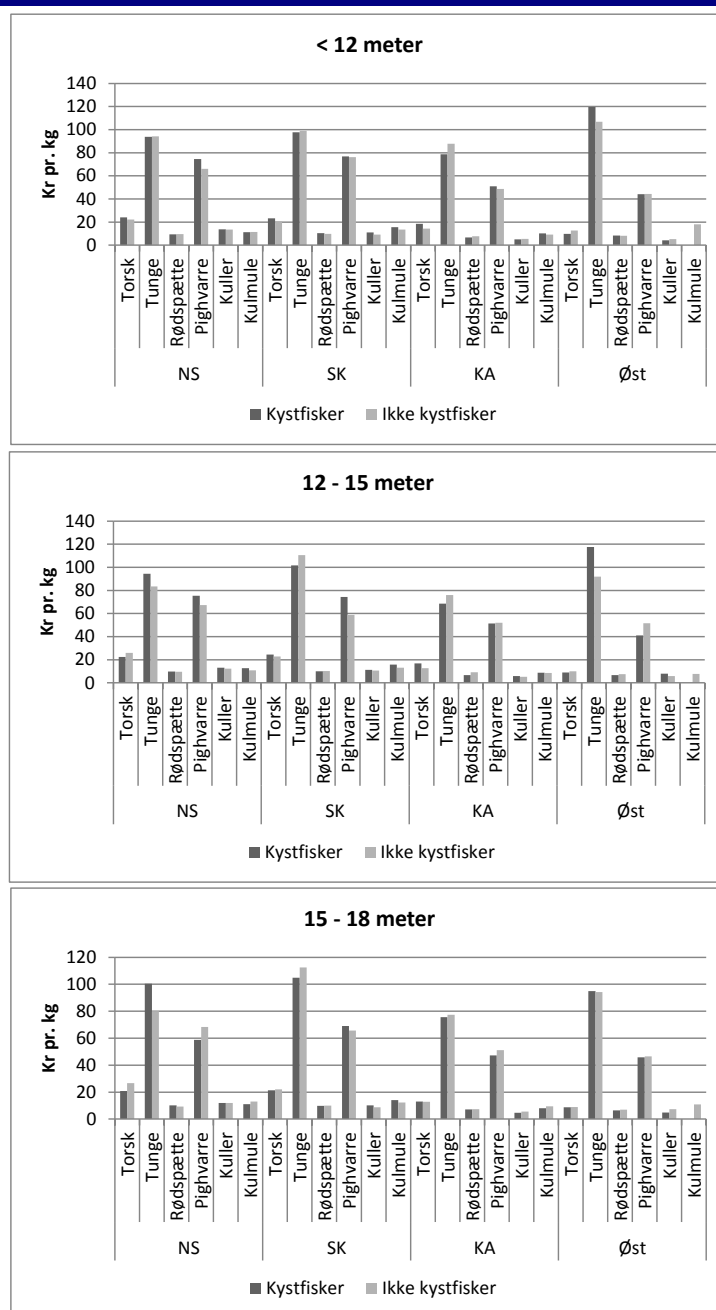 < 12 meter
Kr pr. kg
140
120
100
80
60
40
20
0
Torsk Tunge Rødspætte Pighvarre Kuller Kulmule Torsk Tunge Rødspætte Pighvarre Kuller Kulmule Torsk Tunge Rødspætte Pighvarre Kuller Kulmule Torsk Tunge Rødspætte Pighvarre Kuller Kulmule
NS SK KA Øst
Kystfisker Ikke kystfisker
12 - 15 meter
Kr pr. kg
140
120
100
80
60
40
20
0
Torsk Tunge Rødspætte Pighvarre Kuller Kulmule Torsk Tunge Rødspætte Pighvarre Kuller Kulmule Torsk Tunge Rødspætte Pighvarre Kuller Kulmule Torsk Tunge Rødspætte Pighvarre Kuller Kulmule
NS SK KA Øst
Kystfisker Ikke kystfisker
15 - 18 meter
Kr pr. kg
120
100
80
60
40
20
0
Torsk Tunge Rødspætte Pighvarre Kuller Kulmule Torsk Tunge Rødspætte Pighvarre Kuller Kulmule Torsk Tunge Rødspætte Pighvarre Kuller Kulmule Torsk Tunge Rødspætte Pighvarre Kuller Kulmule
NS SK KA Øst
Kystfisker Ikke kystfisker